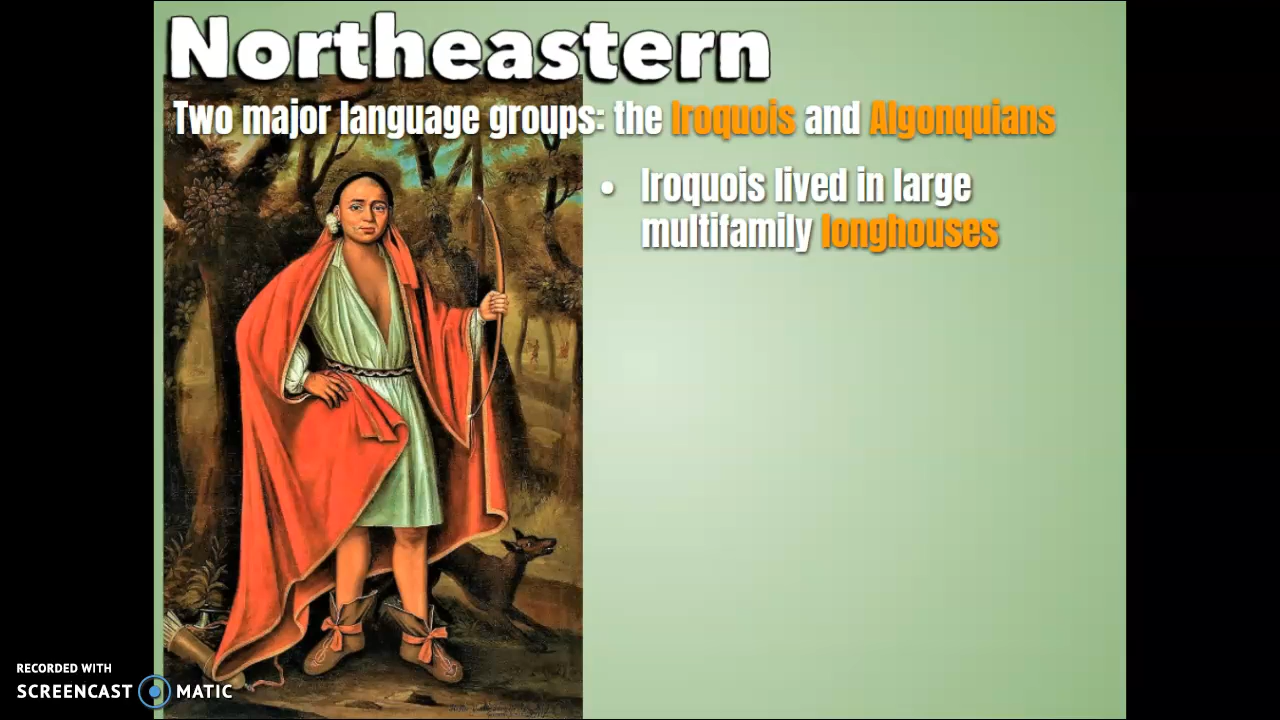 Northeastern
Two major language groups: the Iroquois and Algonquians
• Iroquois lived in large
multifamily longhouses
RECORDED WITH
SCREENCAST MATIC